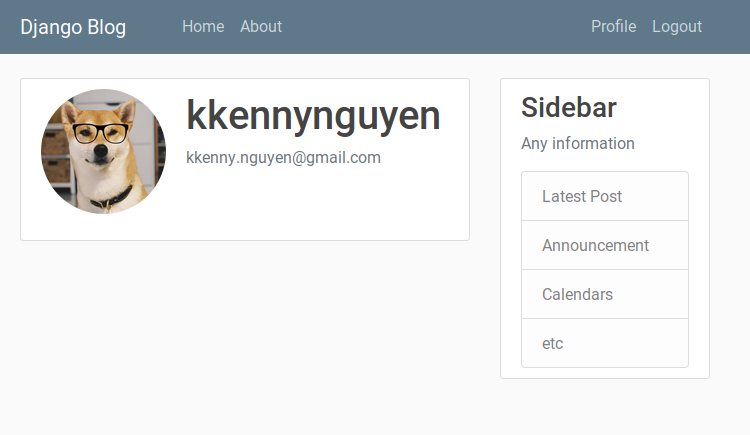 Django Blog Home About Profile Logout
kkennynguyen
kkenny.nguyen@gmail.com
Sidebar
Any information
Latest Post
Announcement
Calendars
etc